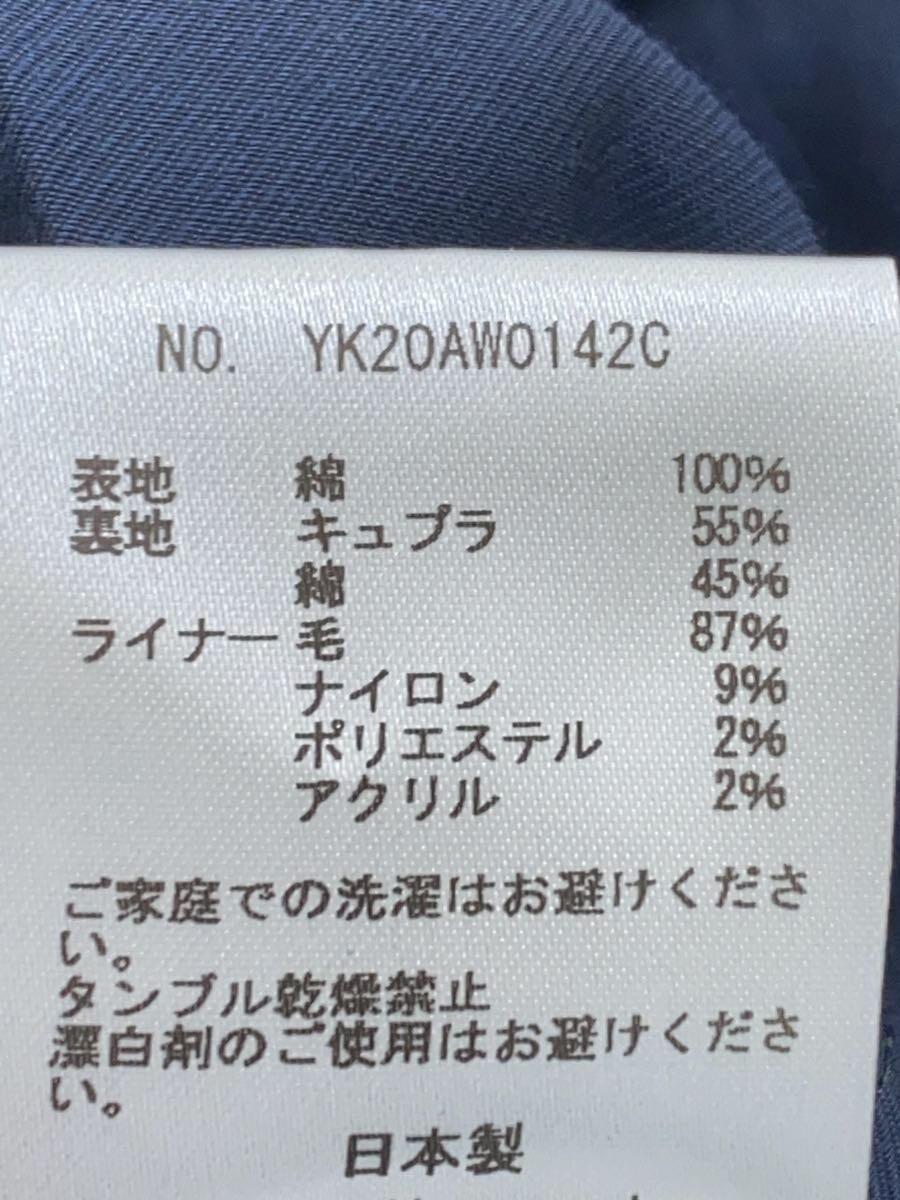 NO. YK20AW0142C
表地 綿 100%
裏地 キュプラ 55%
綿 45%
ライナー 毛 87%
ナイロン 9%
ポリエステル 2%
アクリル 2%
ご家庭での洗濯はお避けくださ
い。
タンブル乾燥禁止
漂白剤のご使用はお避けくださ
い。
日本製